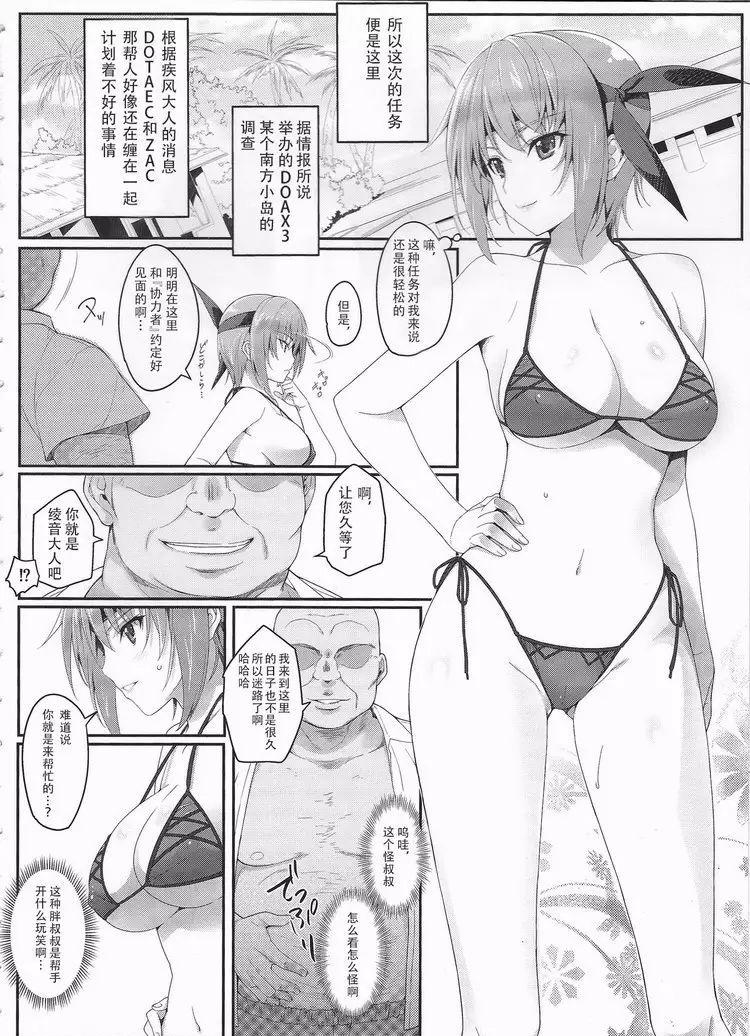 所以这次的任务
便是这里
据情报所说
举办的DOAX3
某个南方小岛的
调查
根据疾风大人的消息
DOTAEC和ZAC
那帮人好像还在缠在一起
计划着不好的事情
嘛,
这种任务对我来说
还是很轻松的
但是,
明明在这里
和『协力者』约定好
见面的啊…
啊,
让您久等了
你就是
绫音大人吧
!?
我来到这里
的日子也不是很久
所以迷路了啊
哈哈哈
难道说
你就是来帮忙的…?
呜哇,
这个怪叔叔
怎么看怎么怪啊
でっぷり
这种胖叔叔是帮手
开什么玩笑啊…